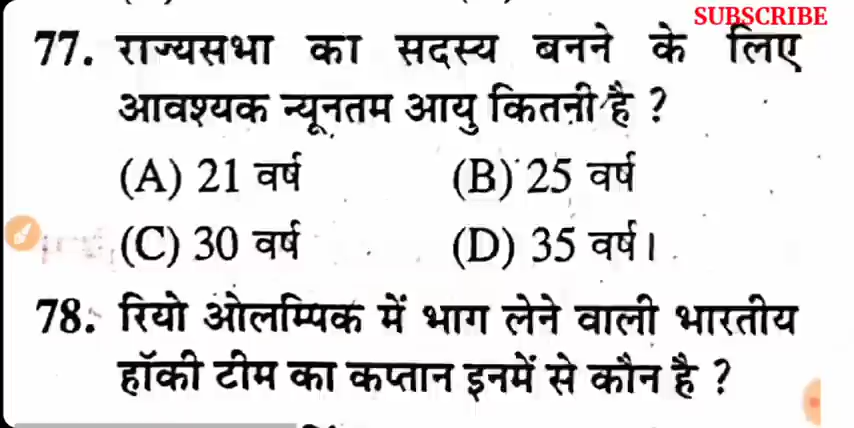 SUBSCRIBE
77. राज्यसभा का सदस्य बनने के लिए
आवश्यक न्यूनतम आयु कितनी है ?
(A) 21 वर्ष (B) 25 वर्ष
(C) 30 वर्ष (D) 35 वर्ष।
78. रियो ओलम्पिक में भाग लेने वाली भारतीय
हॉकी टीम का कप्तान इनमें से कौन है ?